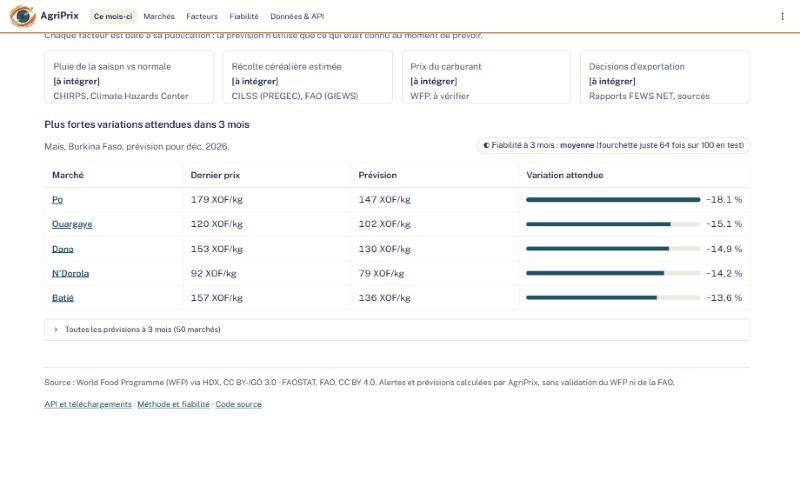 AgriPrix Ce mois-ci Marchés Facteurs Fiabilité Données & API
Chaque facteur est daté à sa publication : la prévision n'utilise que ce qui était connu au moment de prévoir.
Pluie de la saison vs normale
[à intégrer]
CHIRPS, Climate Hazards Center
Récolte céréalière estimée
[à intégrer]
CILSS (PREGEC), FAO (GIEWS)
Prix du carburant
[à intégrer]
WFP, à vérifier
Décisions d'exportation
[à intégrer]
Rapports FEWS NET, sourcés
Plus fortes variations attendues dans 3 mois
Maïs, Burkina Faso, prévision pour déc. 2026.
Fiabilité à 3 mois : moyenne (fourchette juste 64 fois sur 100 en test)
Marché Dernier prix Prévision Variation attendue
Po 179 XOF/kg 147 XOF/kg −18,1 %
Ouargaye 120 XOF/kg 102 XOF/kg −15,1 %
Dano 153 XOF/kg 130 XOF/kg −14,9 %
N'Dorola 92 XOF/kg 79 XOF/kg −14,2 %
Batié 157 XOF/kg 136 XOF/kg −13,6 %
Toutes les prévisions à 3 mois (50 marchés)
Source : World Food Programme (WFP) via HDX, CC BY-IGO 3.0 · FAOSTAT, FAO, CC BY 4.0. Alertes et prévisions calculées par AgriPrix, sans validation du WFP ni de la FAO.
API et téléchargements · Méthode et fiabilité · Code source